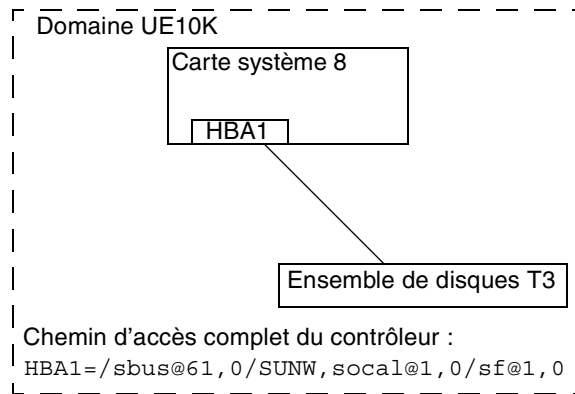 Domaine UE10K
Carte système 8
HBA1
Ensemble de disques T3
Chemin d'accès complet du contrôleur :
HBA1=/sbus@61,0/SUNW,socal@1,0/sf@1,0